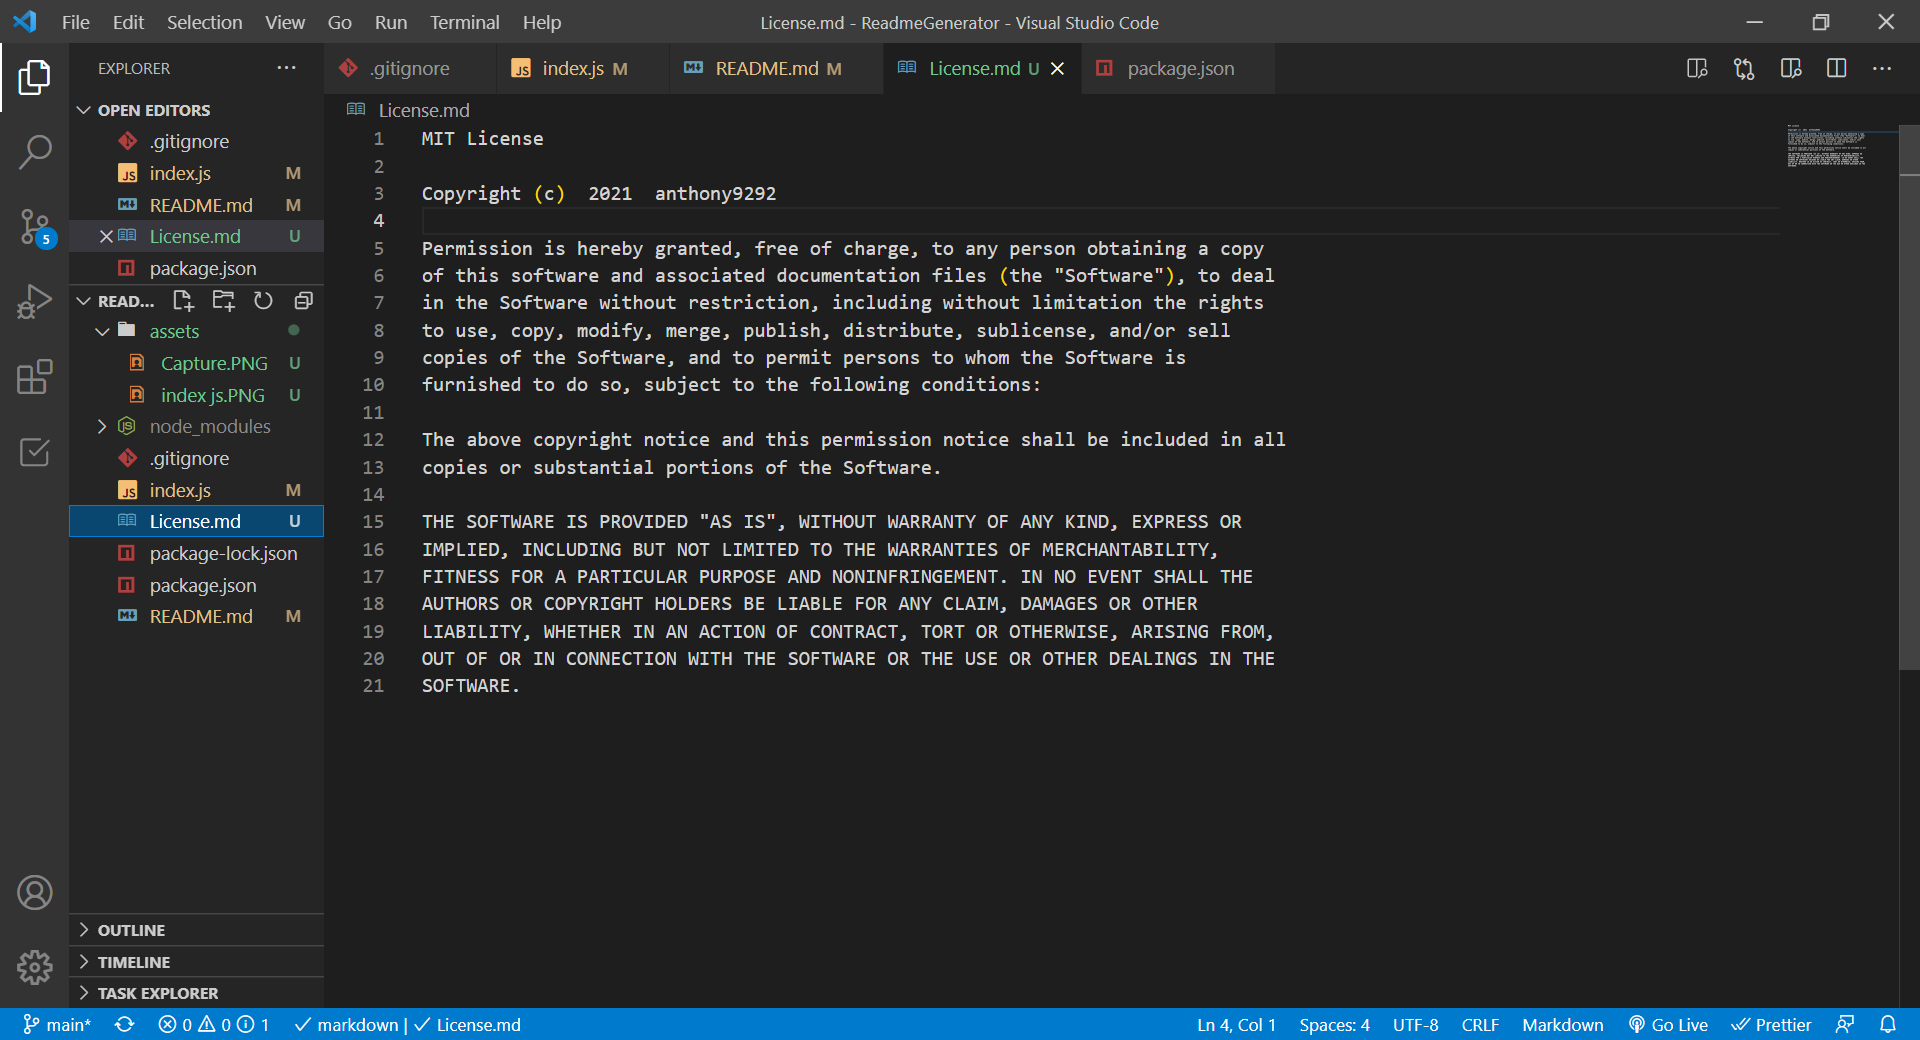 File Edit Selection View Go Run Terminal Help
License.md - ReadmeGenerator - Visual Studio Code
EXPLORER
OPEN EDITORS
.gitignore
index.js M
README.md M
License.md U
package.json
READ...
assets
Capture.PNG U
index js.PNG U
node_modules
.gitignore
index.js M
License.md U
package-lock.json
package.json
README.md M
OUTLINE
TIMELINE
TASK EXPLORER
5
.gitignore
index.js M
README.md M
License.md U
package.json
License.md
1 MIT License
2
3 Copyright (c)  2021  anthony9292
4
5 Permission is hereby granted, free of charge, to any person obtaining a copy
6 of this software and associated documentation files (the "Software"), to deal
7 in the Software without restriction, including without limitation the rights
8 to use, copy, modify, merge, publish, distribute, sublicense, and/or sell
9 copies of the Software, and to permit persons to whom the Software is
10 furnished to do so, subject to the following conditions:
11
12 The above copyright notice and this permission notice shall be included in all
13 copies or substantial portions of the Software.
14
15 THE SOFTWARE IS PROVIDED "AS IS", WITHOUT WARRANTY OF ANY KIND, EXPRESS OR
16 IMPLIED, INCLUDING BUT NOT LIMITED TO THE WARRANTIES OF MERCHANTABILITY,
17 FITNESS FOR A PARTICULAR PURPOSE AND NONINFRINGEMENT. IN NO EVENT SHALL THE
18 AUTHORS OR COPYRIGHT HOLDERS BE LIABLE FOR ANY CLAIM, DAMAGES OR OTHER
19 LIABILITY, WHETHER IN AN ACTION OF CONTRACT, TORT OR OTHERWISE, ARISING FROM,
20 OUT OF OR IN CONNECTION WITH THE SOFTWARE OR THE USE OR OTHER DEALINGS IN THE
21 SOFTWARE.
main* 0 0 1 markdown | License.md Ln 4, Col 1 Spaces: 4 UTF-8 CRLF Markdown Go Live Prettier